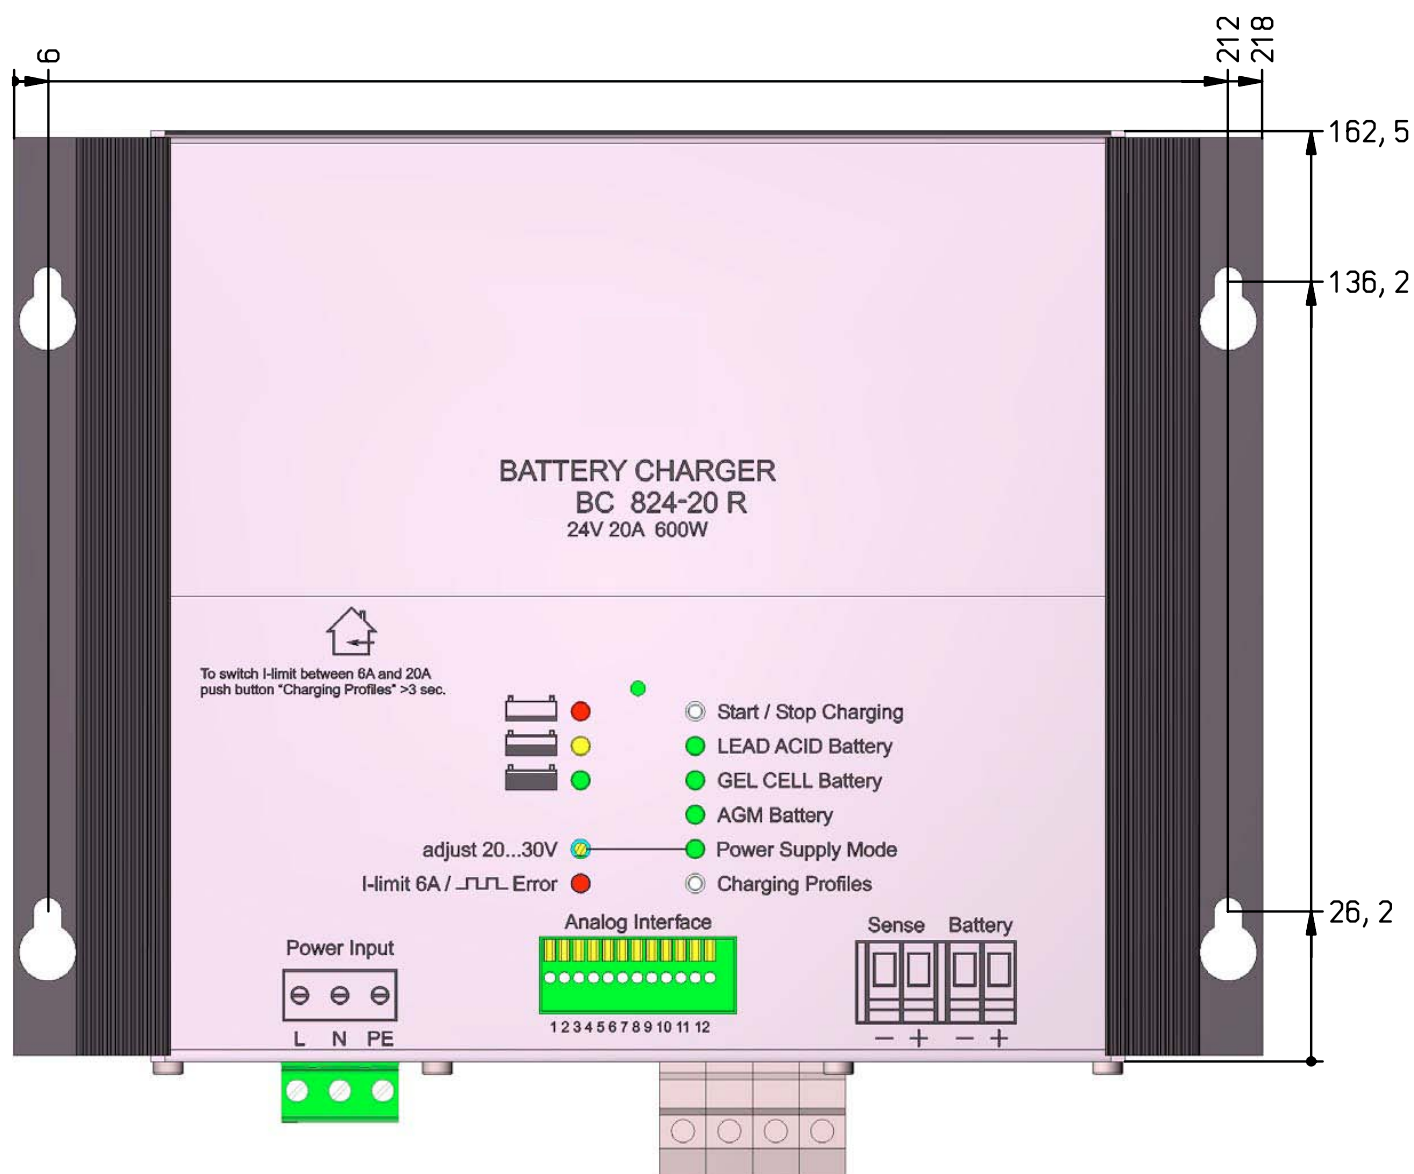 6
212
218
162,5
136,2
BATTERY CHARGER
BC 824-20 R
24V 20A 600W
To switch I-limit between 6A and 20A
push button "Charging Profiles" >3 sec.
Start / Stop Charging
LEAD ACID Battery
GEL CELL Battery
AGM Battery
adjust 20...30V
Power Supply Mode
I-limit 6A / Error
Charging Profiles
26,2
Analog Interface
Sense Battery
Power Input
L N PE
1 2 3 4 5 6 7 8 9 10 11 12
− + − +